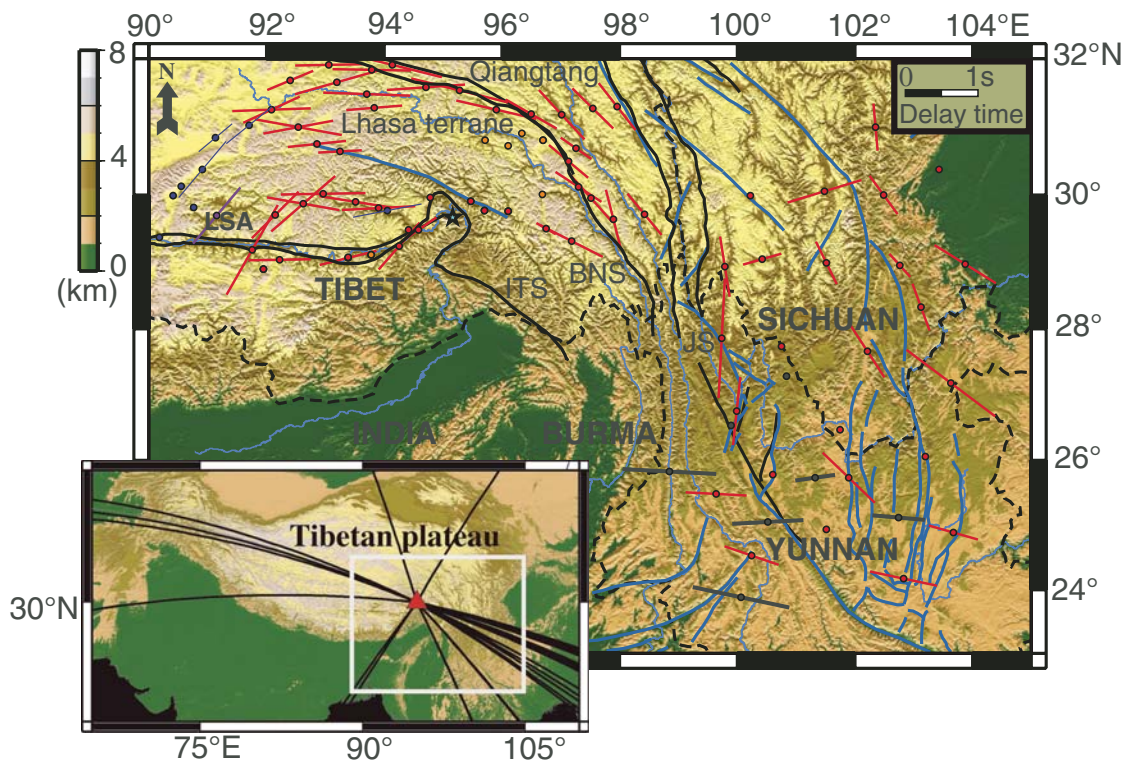 90° 92° 94° 96° 98° 100° 102° 104°E
32°N
8
N
Qiangtang
0 1s
Delay time
Lhasa terrane
4
30°
LSA
0
(km)
TIBET
ITS
BNS
SICHUAN
28°
JS
INDIA
BURMA
26°
Tibetan plateau
YUNNAN
30°N
24°
75°E 90° 105°